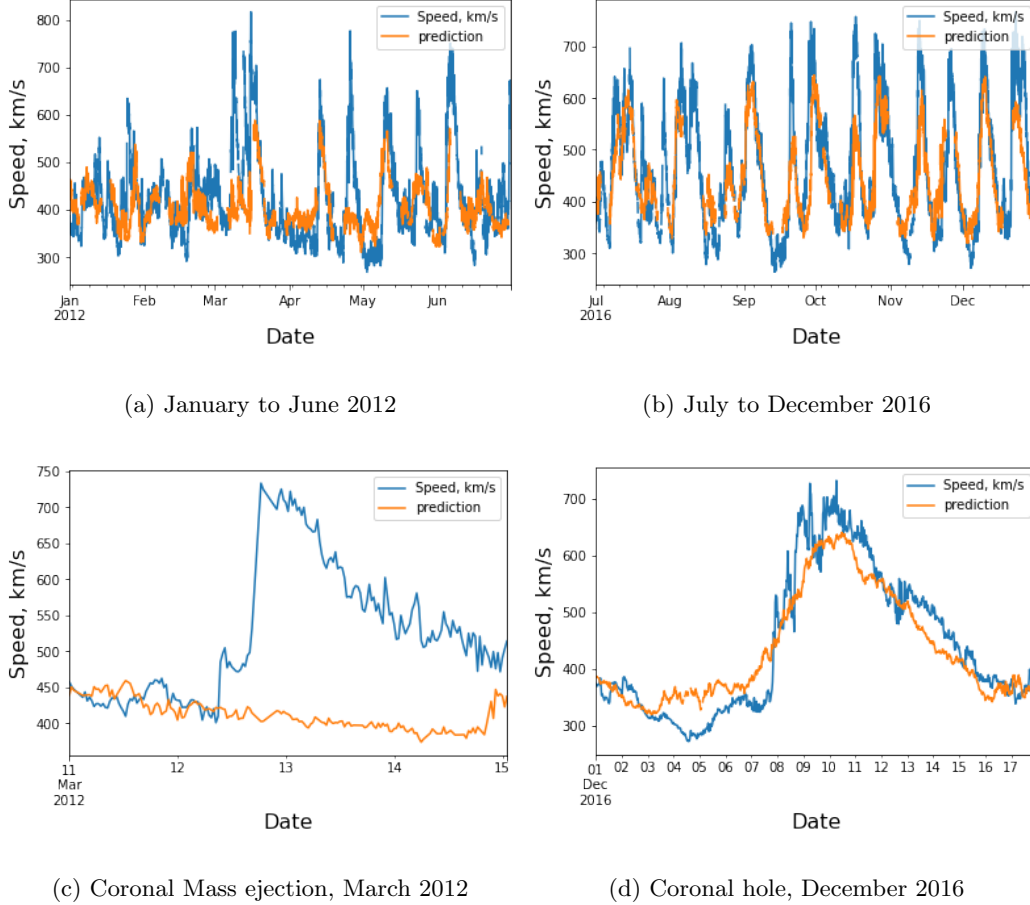 800
700
600
500
400
300
Speed, km/s
Speed, km/s
prediction
Jan
2012
Feb
Mar
Apr
May
Jun
Date
(a) January to June 2012
700
600
500
400
300
Speed, km/s
Speed, km/s
prediction
Jul
2016
Aug
Sep
Oct
Nov
Dec
Date
(b) July to December 2016
750
700
650
600
550
500
450
400
Speed, km/s
Speed, km/s
prediction
11
Mar
2012
12
13
14
15
Date
(c) Coronal Mass ejection, March 2012
700
600
500
400
300
Speed, km/s
Speed, km/s
prediction
01
Dec
2016
02
03
04
05
06
07
08
09
10
11
12
13
14
15
16
17
Date
(d) Coronal hole, December 2016